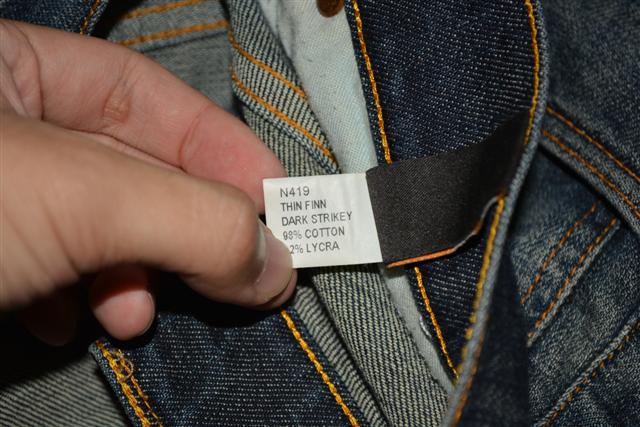 N419
THIN FINN
DARK STRIKEY
98% COTTON
2% LYCRA